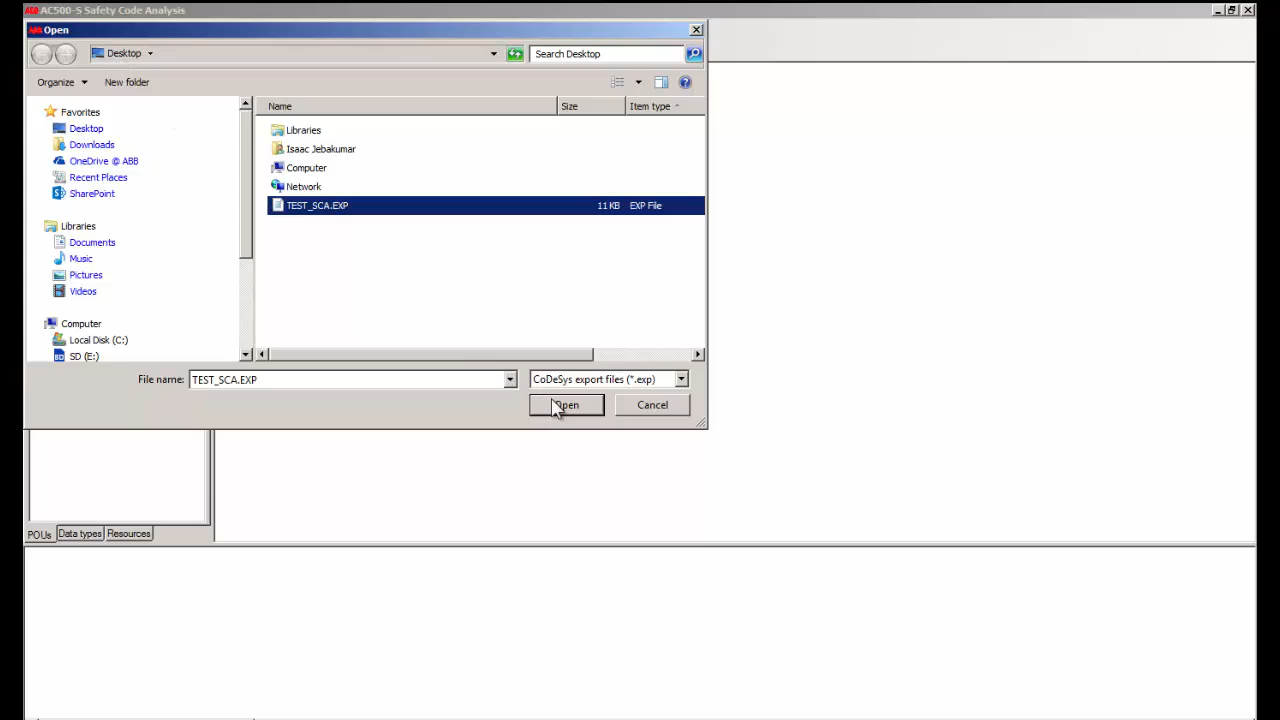 ABB AC500-S Safety Code Analysis
ABB Open
Desktop
Search Desktop
Organize
New folder
Name
Size
Item type
Favorites
Desktop
Downloads
OneDrive @ ABB
Recent Places
SharePoint
Libraries
Documents
Music
Pictures
Videos
Computer
Local Disk (C:)
SD (E:)
Libraries
Isaac Jebakumar
Computer
Network
TEST_SCA.EXP 11 KB EXP File
File name: TEST_SCA.EXP
CoDeSys export files (*.exp)
Open
Cancel
POUs
Data types
Resources